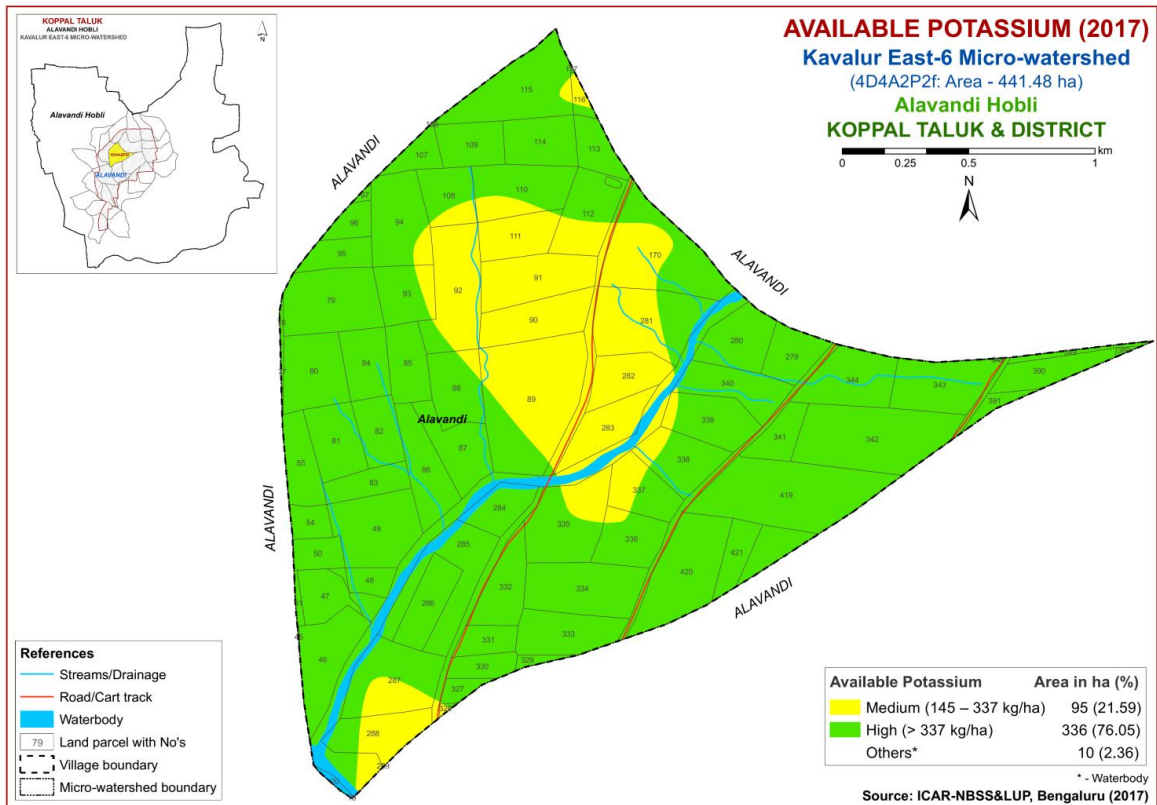 KOPPAL TALUK
ALAVANDI HOBLI
KAVALUR EAST-6 MICRO-WATERSHED
N
Alavandi Hobli
4D4A2P2f
ALAVANDI
AVAILABLE POTASSIUM (2017)
Kavalur East-6 Micro-watershed
(4D4A2P2f: Area - 441.48 ha)
Alavandi Hobli
KOPPAL TALUK & DISTRICT
km
0 0.25 0.5 1
N
115
116
109
114
113
107
108
110
112
ALAVANDI
96
94
111
170
ALAVANDI
95
91
93
92
79
90
281
280
279
84
85
80
282
344
343
390
88
340
391
89
Alavandi
283
339
81
82
87
341
342
55
86
338
83
337
419
ALAVANDI
54
49
284
335
336
50
285
421
48
420
47
286
332
334
ALAVANDI
331
333
46
330
329
287
327
288
References
Streams/Drainage
Road/Cart track
Waterbody
79 Land parcel with No's
Village boundary
Micro-watershed boundary
Available Potassium Area in ha (%)
Medium (145 – 337 kg/ha) 95 (21.59)
High (> 337 kg/ha) 336 (76.05)
Others* 10 (2.36)
* - Waterbody
Source: ICAR-NBSS&LUP, Bengaluru (2017)